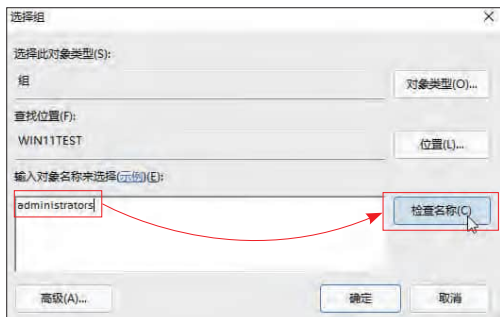 选择组
选择此对象类型(S):
组
对象类型(O)...
查找位置(F):
WIN11TEST
位置(L)...
输入对象名称来选择(示例)(E):
administrators
检查名称(C)
高级(A)...
确定
取消